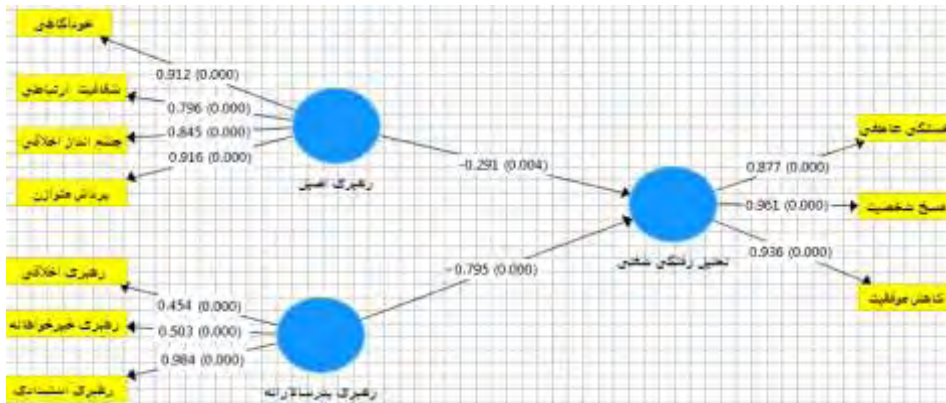 خودآگاهی
0.912 (0.000)
شفافیت ارتباطی
0.796 (0.000)
چشم انداز اخلاقی
0.845 (0.000)
پردازش متوازن
0.916 (0.000)
رهبری اصیل
−0.291 (0.004)
رهبری اخلاقی
0.454 (0.000)
رهبری خیرخواهانه
0.503 (0.000)
رهبری استبدادی
0.984 (0.000)
رهبری پدرسالارانه
−0.795 (0.000)
تحلیل رفتگی شغلی
خستگی عاطفی
0.877 (0.000)
مسخ شخصیت
0.961 (0.000)
کاهش موفقیت
0.936 (0.000)